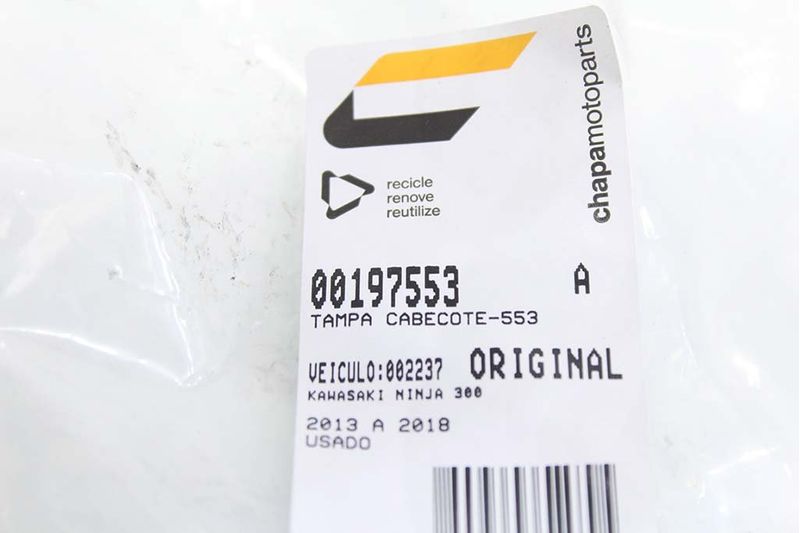 chapamotoparts
recicle
renove
reutilize
00197553 A
TAMPA CABECOTE-553
VEICULO:002237 ORIGINAL
KAWASAKI NINJA 300
2013 A 2018
USADO